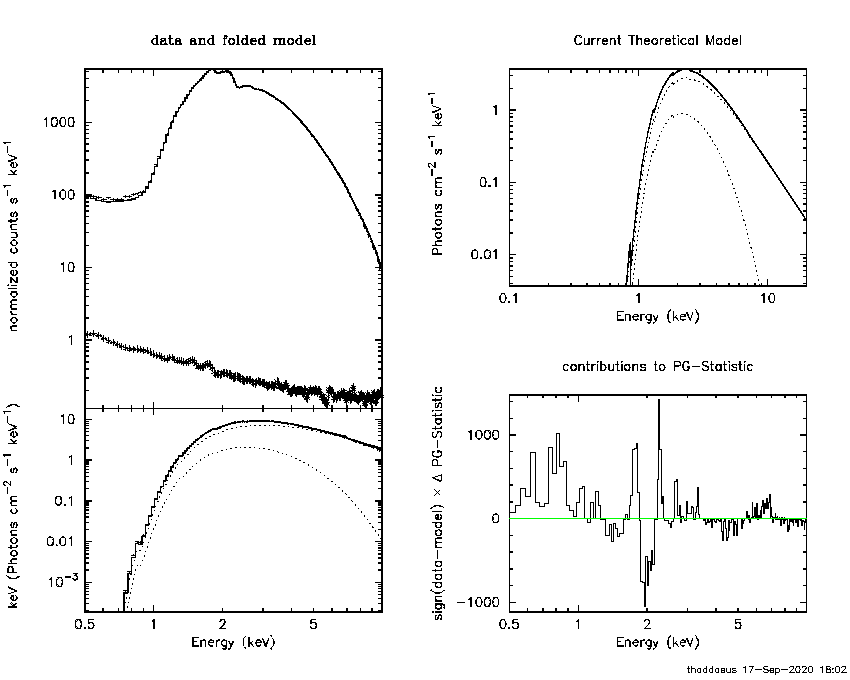 data and folded model
normalized counts s⁻¹ keV⁻¹
1000
100
10
1
keV (Photons cm⁻² s⁻¹ keV⁻¹)
10
1
0.1
0.01
10⁻³
0.5
1
2
5
Energy (keV)
Current Theoretical Model
Photons cm⁻² s⁻¹ keV⁻¹
1
0.1
0.01
0.1
1
10
Energy (keV)
contributions to PG−Statistic
sign(data−model) × Δ PG−Statistic
1000
0
−1000
0.5
1
2
5
Energy (keV)
thaddaeus 17−Sep−2020 18:02